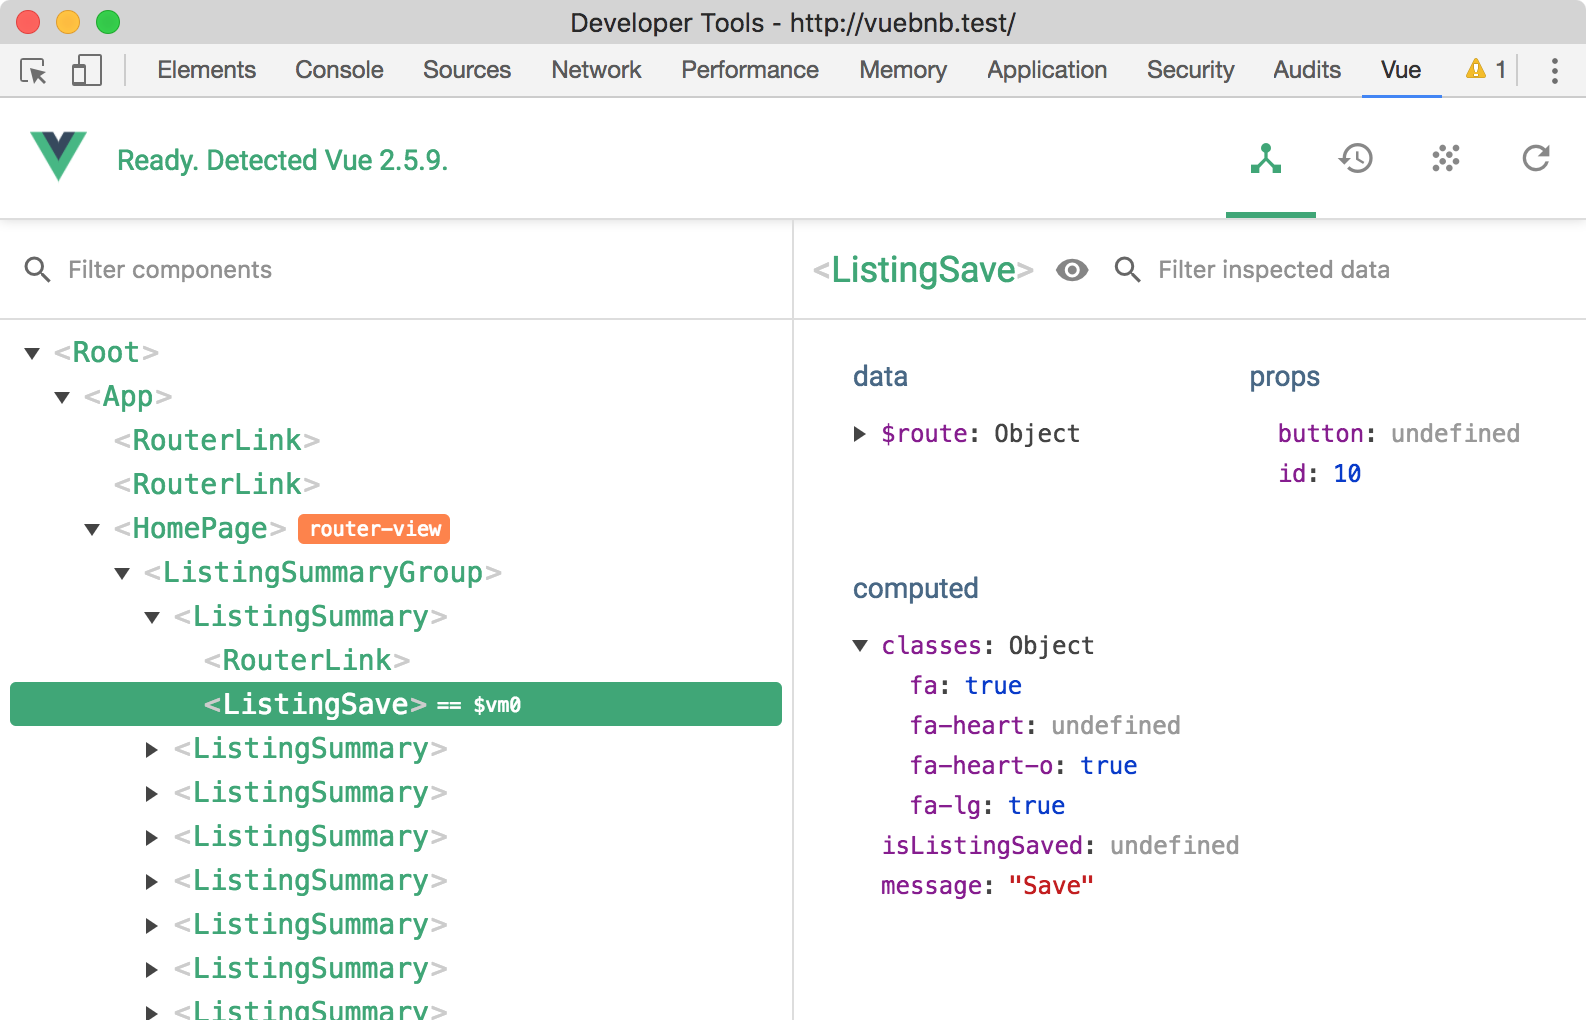 Developer Tools - http://vuebnb.test/
Elements Console Sources Network Performance Memory Application Security Audits Vue 1
Ready. Detected Vue 2.5.9.
Filter components
<ListingSave> Filter inspected data
<Root>
<App>
<RouterLink>
<RouterLink>
<HomePage> router-view
<ListingSummaryGroup>
<ListingSummary>
<RouterLink>
<ListingSave> == $vm0
<ListingSummary>
<ListingSummary>
<ListingSummary>
<ListingSummary>
<ListingSummary>
<ListingSummary>
<ListingSummary>
data
$route: Object
props
button: undefined
id: 10
computed
classes: Object
fa: true
fa-heart: undefined
fa-heart-o: true
fa-lg: true
isListingSaved: undefined
message: "Save"